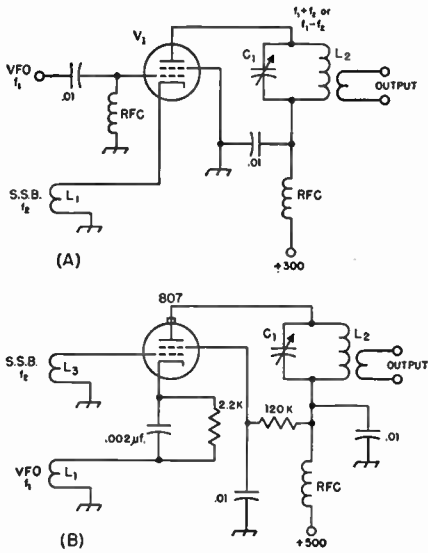 f₁+f₂ or
f₁-f₂
V₁
VFO
f₁
.01
RFC
C₁
L₂
OUTPUT
.01
S.S.B.
f₂
L₁
RFC
(A)
+300
807
S.S.B.
f₂
L₃
C₁
L₂
OUTPUT
2.2K
120K
.002μf.
.01
VFO
f₁
L₁
.01
RFC
(B)
+500